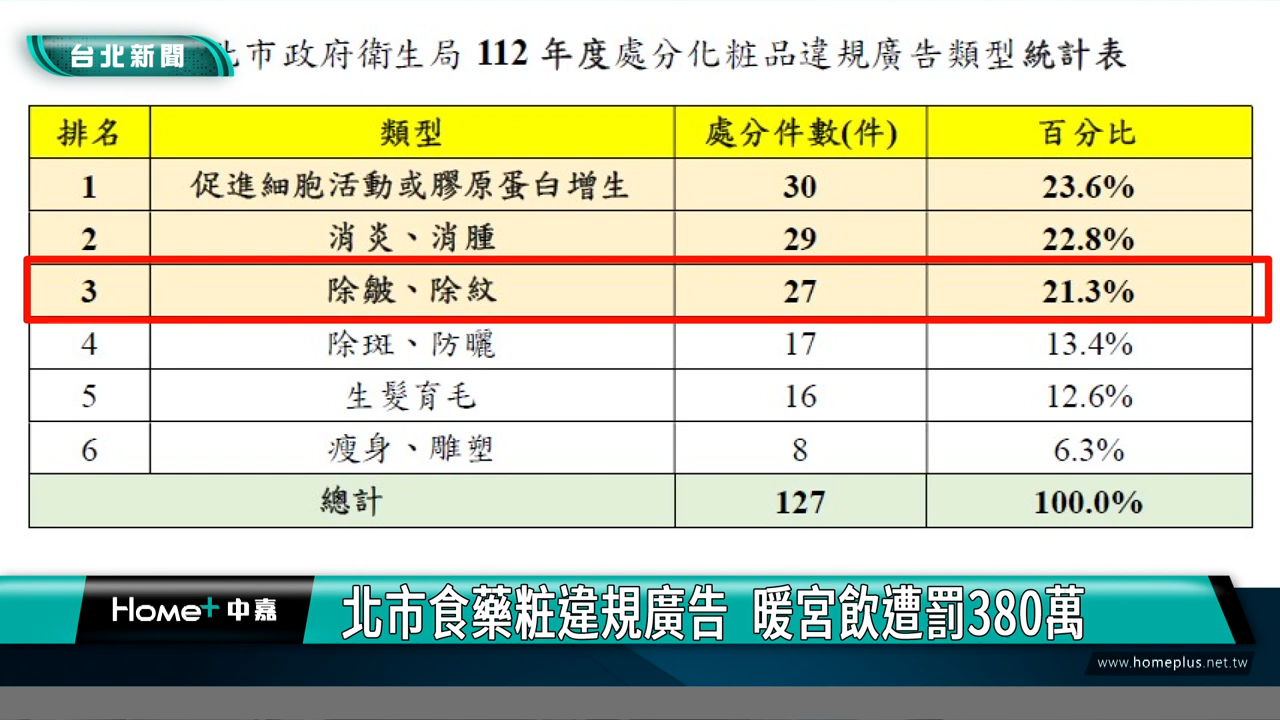 台北新聞
北市政府衛生局 112 年度處分化粧品違規廣告類型統計表
排名 類型 處分件數(件) 百分比
1 促進細胞活動或膠原蛋白增生 30 23.6%
2 消炎、消腫 29 22.8%
3 除皺、除紋 27 21.3%
4 除斑、防曬 17 13.4%
5 生髮育毛 16 12.6%
6 瘦身、雕塑 8 6.3%
總計 127 100.0%
Home+ 中嘉 北市食藥粧違規廣告 暖宮飲遭罰380萬
www.homeplus.net.tw